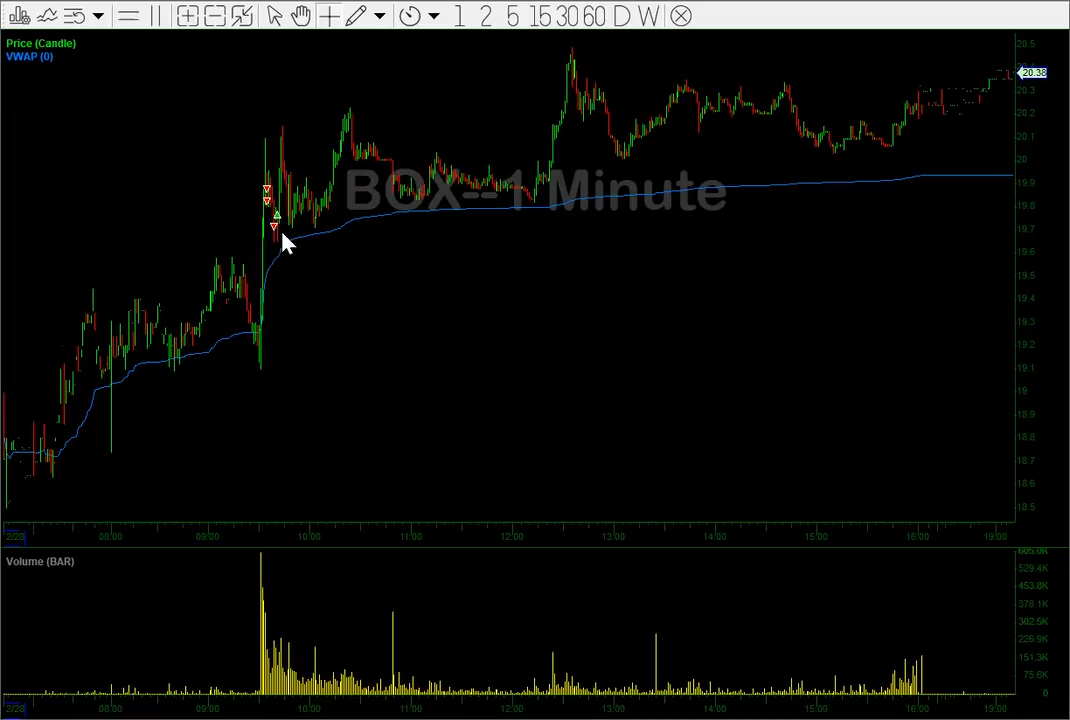 1 2 5 15 30 60 D W
Price (Candle)
VWAP (0)
BOX--1 Minute
20.5
20.38
20.3
20.2
20.1
20
19.9
19.8
19.7
19.6
19.5
19.4
19.3
19.2
19.1
19
18.9
18.8
18.7
18.6
18.5
2/28 08:00 09:00 10:00 11:00 12:00 13:00 14:00 15:00 16:00 19:00
Volume (BAR)
605.0K
529.4K
453.8K
378.1K
302.5K
226.9K
151.3K
75.6K
0
2/28 08:00 09:00 10:00 11:00 12:00 13:00 14:00 15:00 16:00 19:00